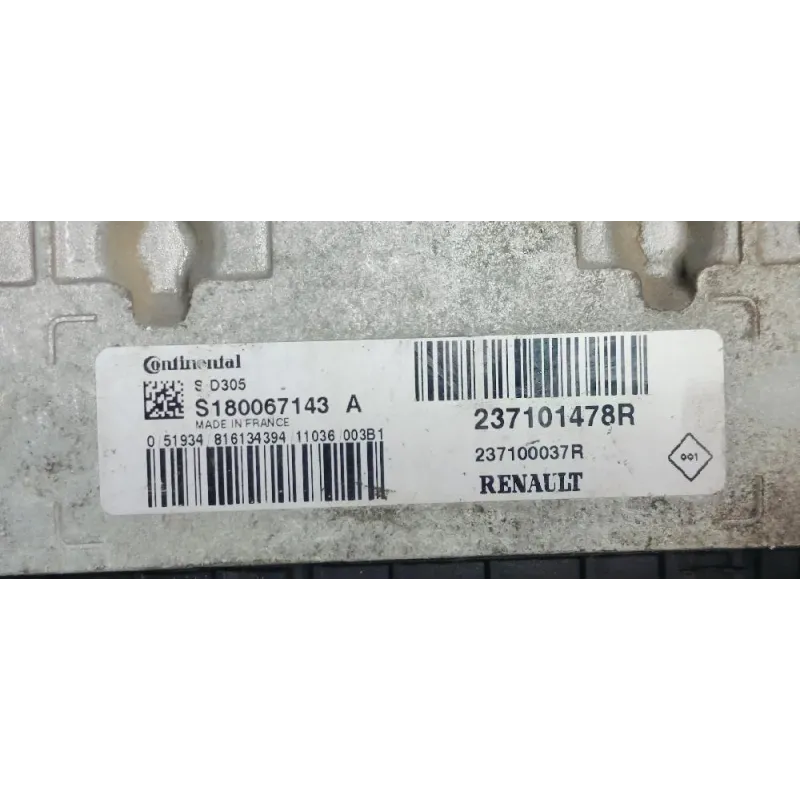 Continental
S D305
S180067143 A
MADE IN FRANCE
0 51934 816134394 11036 003B1
237101478R
237100037R
RENAULT
001